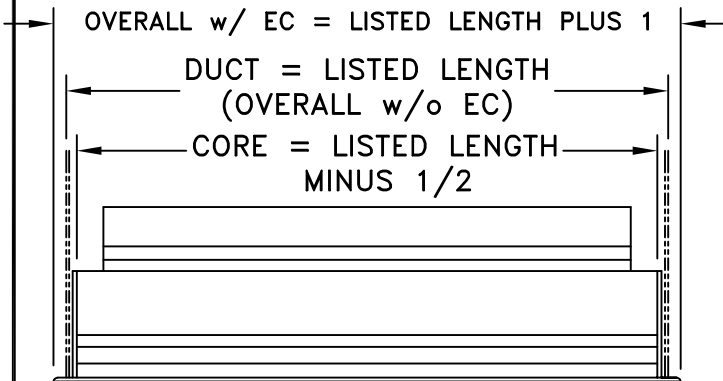 OVERALL w/ EC = LISTED LENGTH PLUS 1
DUCT = LISTED LENGTH
(OVERALL w/o EC)
CORE = LISTED LENGTH
MINUS 1/2